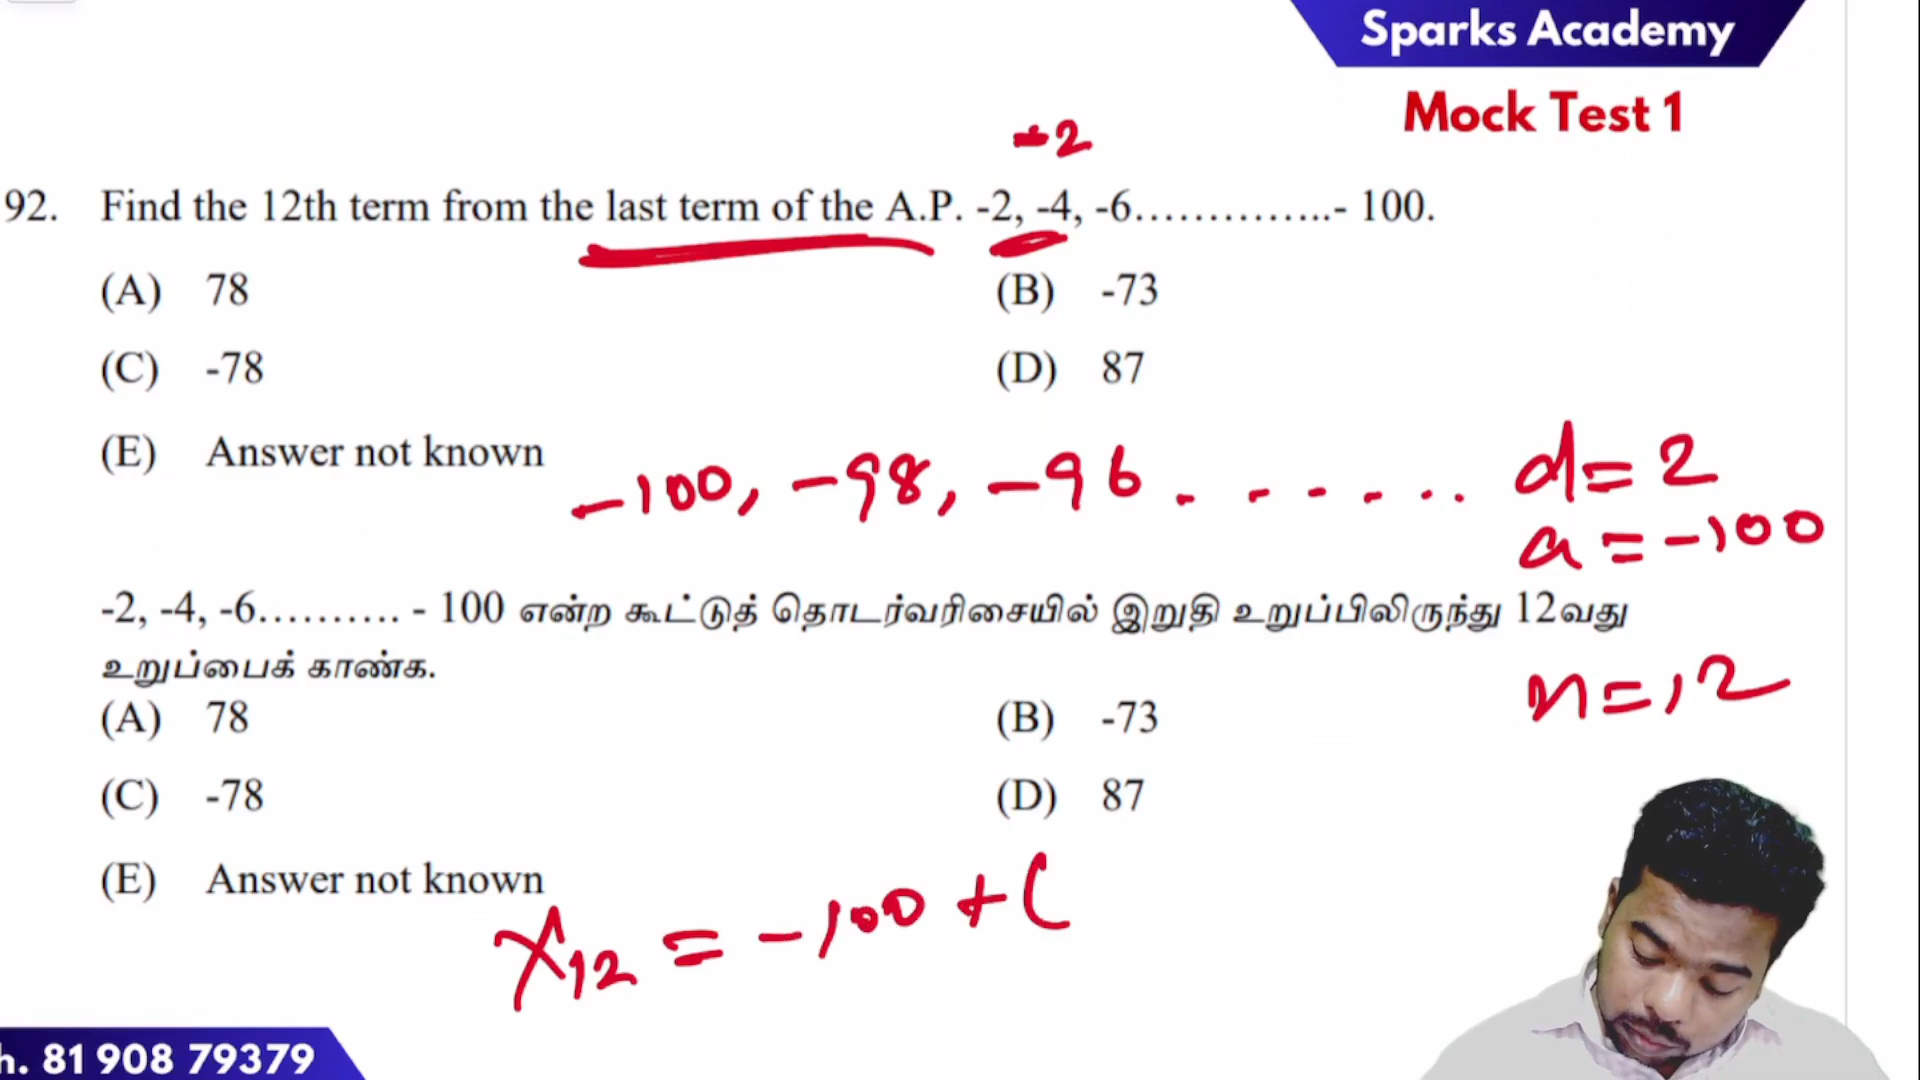 Sparks Academy
Mock Test 1
-2
92. Find the 12th term from the last term of the A.P. -2, -4, -6…………..- 100.
(A) 78 (B) -73
(C) -78 (D) 87
(E) Answer not known
-100, -98, -96 . . . . . . .
d = 2
a = -100
-2, -4, -6………. - 100 என்ற கூட்டுத் தொடர்வரிசையில் இறுதி உறுப்பிலிருந்து 12வது
உறுப்பைக் காண்க.
n = 12
(A) 78 (B) -73
(C) -78 (D) 87
(E) Answer not known
X12 = -100 + (
h. 81 908 79379